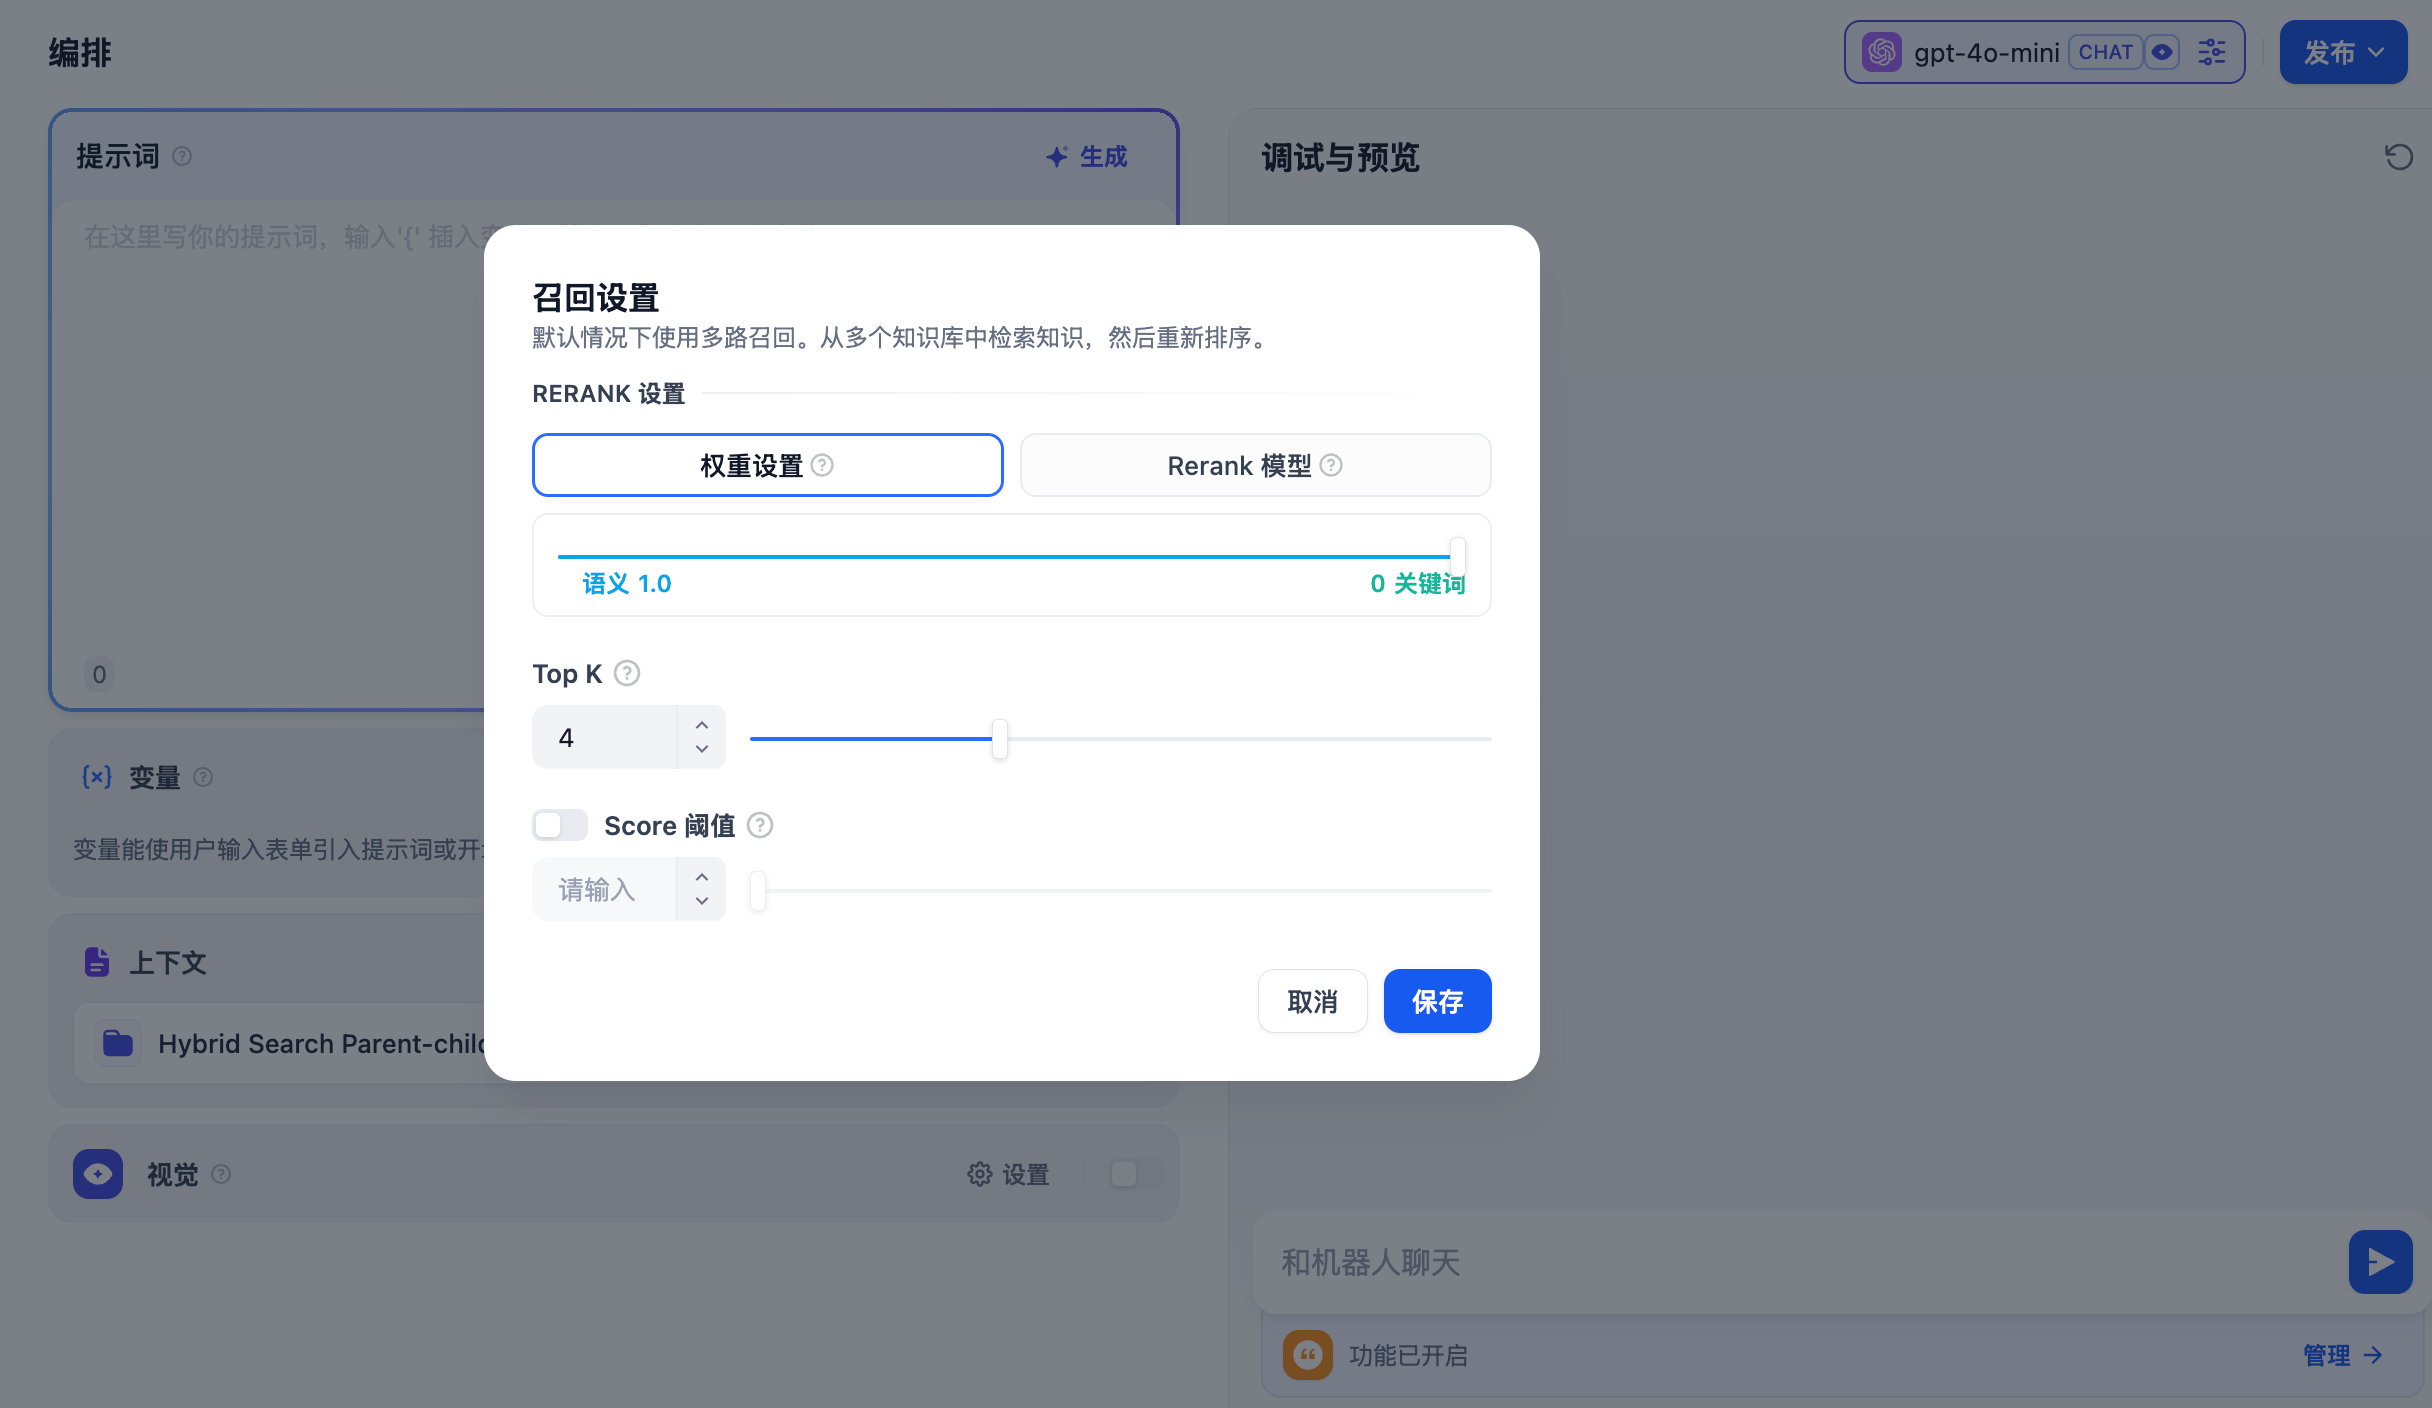 编排
gpt-4o-mini CHAT
发布
提示词
生成
在这里写你的提示词，输入'{' 插入
0
变量
变量能使用户输入表单引入提示词或开
上下文
Hybrid Search Parent-chil
视觉
设置
调试与预览
和机器人聊天
功能已开启
管理
召回设置
默认情况下使用多路召回。从多个知识库中检索知识，然后重新排序。
RERANK 设置
权重设置
Rerank 模型
语义 1.0
0 关键词
Top K
4
Score 阈值
请输入
取消
保存